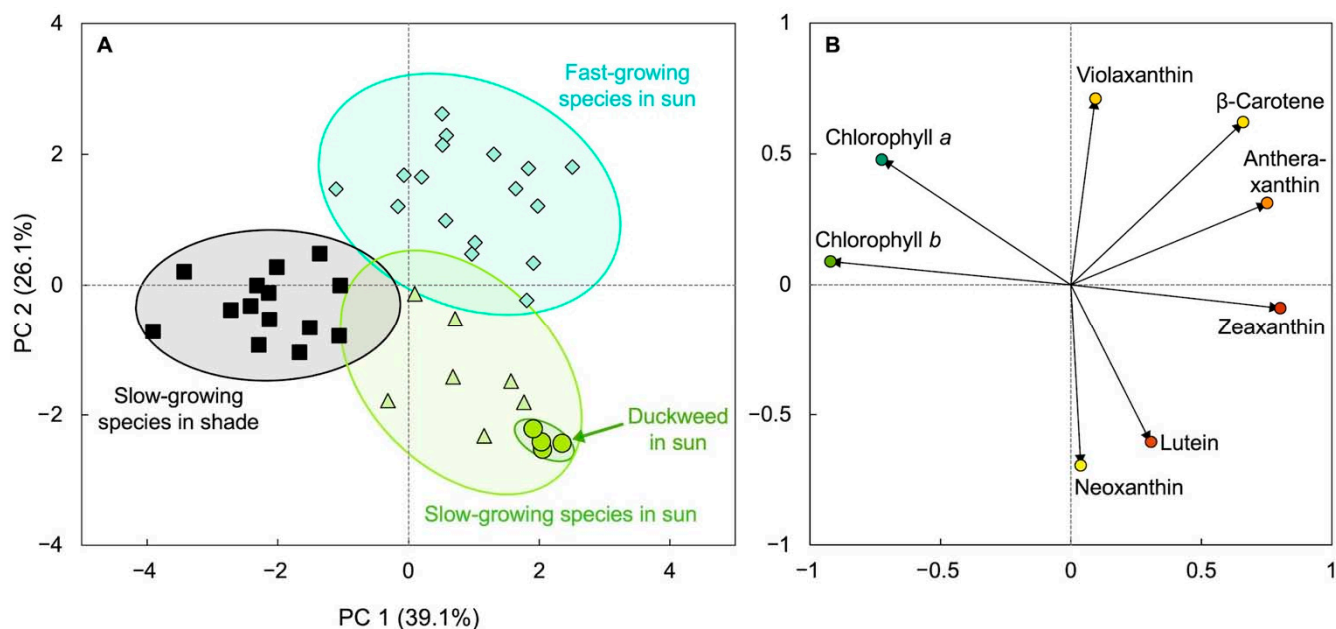 A
Fast-growing
species in sun
Slow-growing
species in shade
Duckweed
in sun
Slow-growing species in sun
PC 2 (26.1%)
4
2
0
−2
−4
−4
−2
0
2
4
PC 1 (39.1%)
B
Violaxanthin
β-Carotene
Chlorophyll a
Anthera-
xanthin
Chlorophyll b
Zeaxanthin
Lutein
Neoxanthin
1
0.5
0
−0.5
−1
−1
−0.5
0
0.5
1